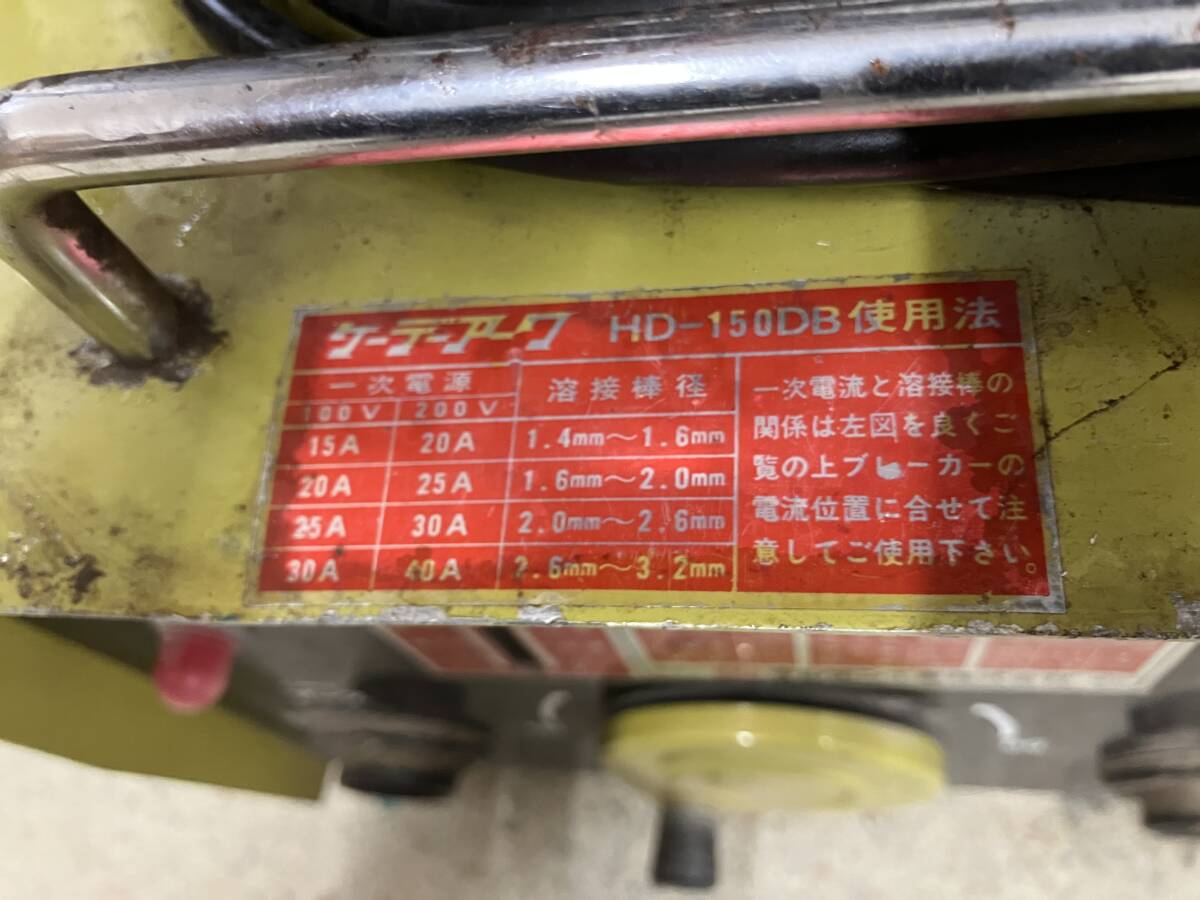 ケーデーアーク HD-150DB使用法
一次電源 溶接棒径
100V 200V
15A 20A 1.4mm～1.6mm
20A 25A 1.6mm～2.0mm
25A 30A 2.0mm～2.6mm
30A 40A 2.6mm～3.2mm
一次電流と溶接棒の
関係は左図を良くご
覧の上ブレーカーの
電流位置に合せて注
意してご使用下さい。